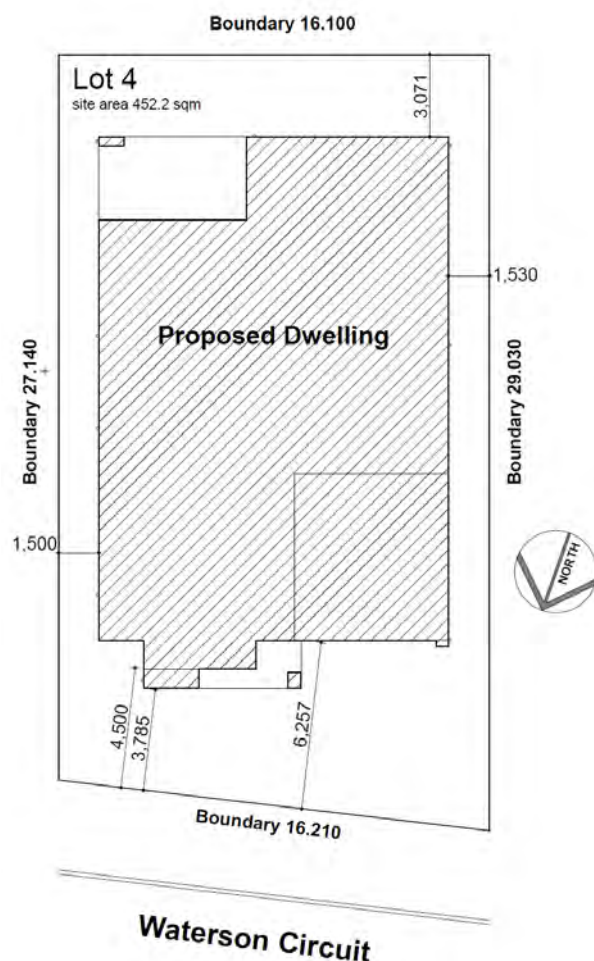 Boundary 16.100
Lot 4
site area 452.2 sqm
3,071
1,530
Proposed Dwelling
Boundary 27.140
Boundary 29.030
1,500
NORTH
4,500
3,785
6,257
Boundary 16.210
Waterson Circuit